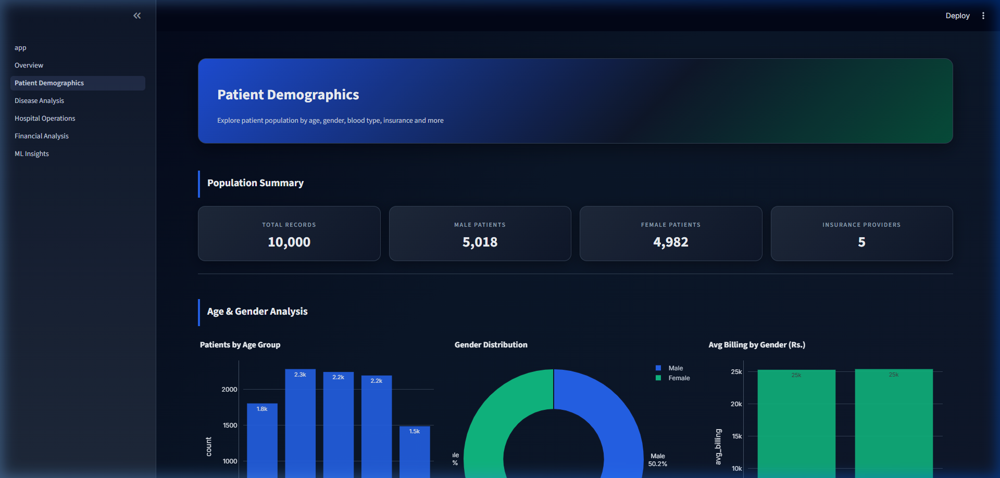 Deploy
app
Overview
Patient Demographics
Disease Analysis
Hospital Operations
Financial Analysis
ML Insights
Patient Demographics
Explore patient population by age, gender, blood type, insurance and more
Population Summary
TOTAL RECORDS
10,000
MALE PATIENTS
5,018
FEMALE PATIENTS
4,982
INSURANCE PROVIDERS
5
Age & Gender Analysis
Patients by Age Group
2000
1500
1000
count
1.8k
2.3k
2.2k
2.2k
1.5k
Gender Distribution
Male
Female
ale
%
Male
50.2%
Avg Billing by Gender (Rs.)
25k
20k
15k
10k
avg_billing
25k
25k